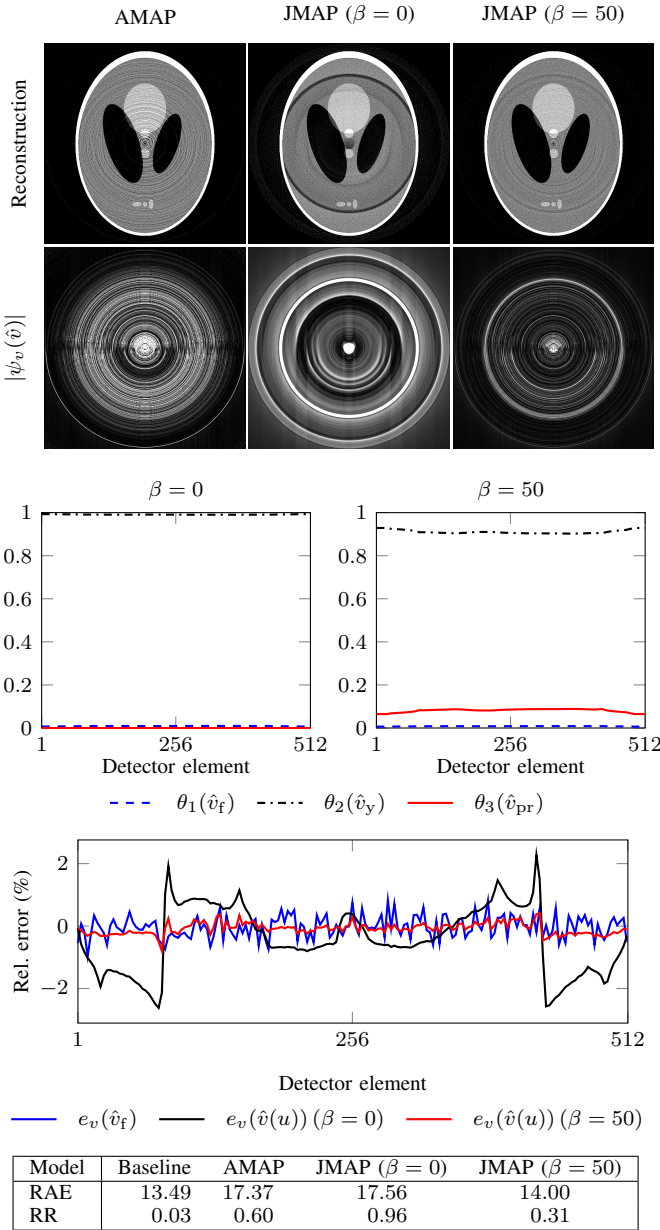 AMAP JMAP (β = 0) JMAP (β = 50)
Reconstruction
|ψ_v(v̂)|
β = 0 β = 50
1 1
0.8 0.8
0.6 0.6
0.4 0.4
0.2 0.2
0 0
1 256 512 1 256 512
Detector element Detector element
θ₁(v̂_f) θ₂(v̂_y) θ₃(v̂_pr)
Rel. error (%)
2
0
−2
1 256 512
Detector element
e_v(v̂_f) e_v(v̂(u)) (β = 0) e_v(v̂(u)) (β = 50)
Model Baseline AMAP JMAP (β = 0) JMAP (β = 50)
RAE 13.49 17.37 17.56 14.00
RR 0.03 0.60 0.96 0.31